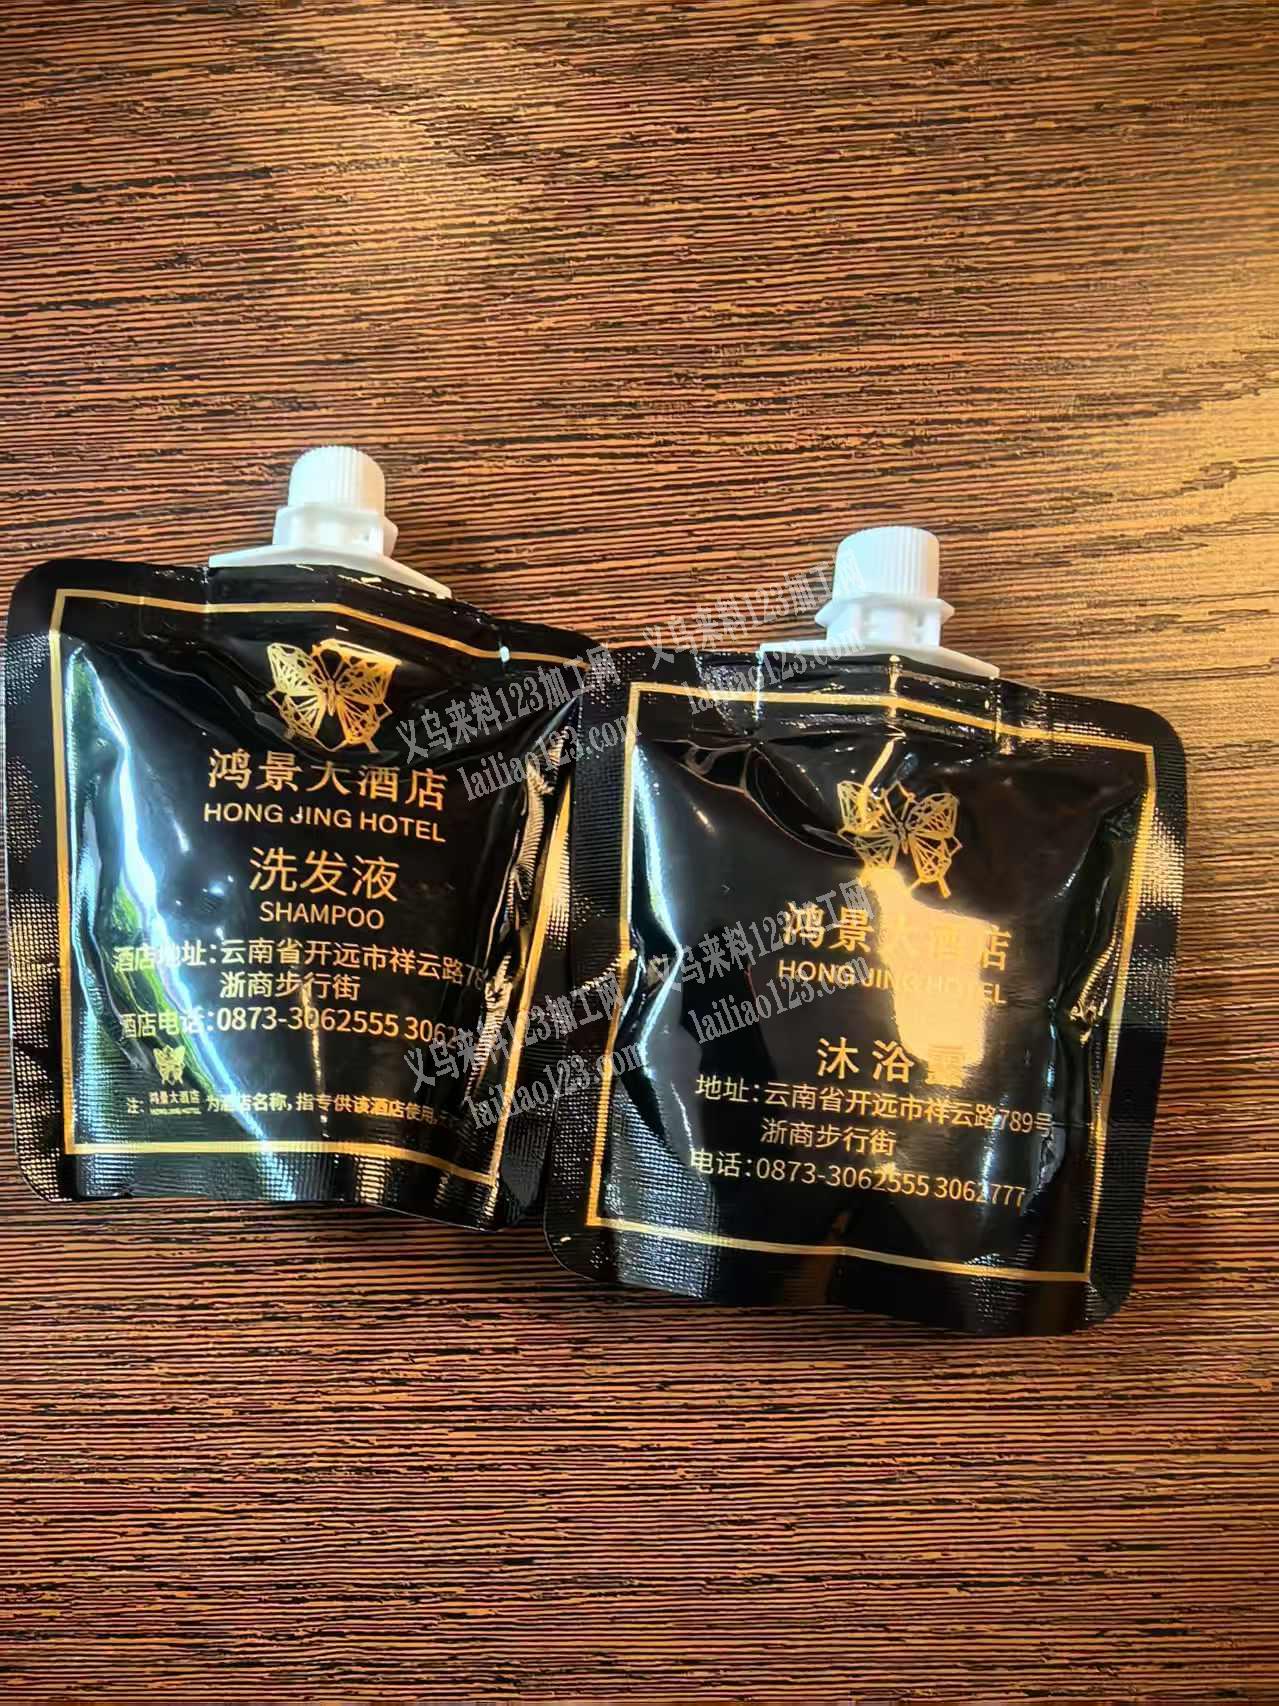 鸿景大酒店
HONG JING HOTEL
洗发液
SHAMPOO
酒店地址:云南省开远市祥云路789
浙商步行街
酒店电话:0873-3062555 3062
注: 鸿景大酒店 为酒店名称,指专供该酒店使用
HONG JING HOTEL
鸿景大酒店
HONG JING HOTEL
沐浴露
地址:云南省开远市祥云路789号
浙商步行街
电话:0873-3062555 3062777
义乌来料123加工网
lailiao123.com
义乌来料123加工网
lailiao123.com
义乌来料123加工网
lailiao123.com
义乌来料123加工网
lailiao123.com